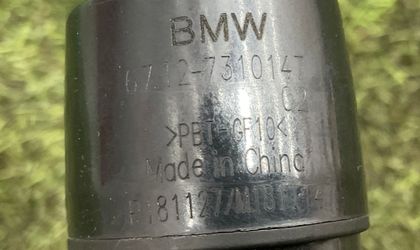 BMW
6712-7310147
02
>PBT-GF10<
Made in China